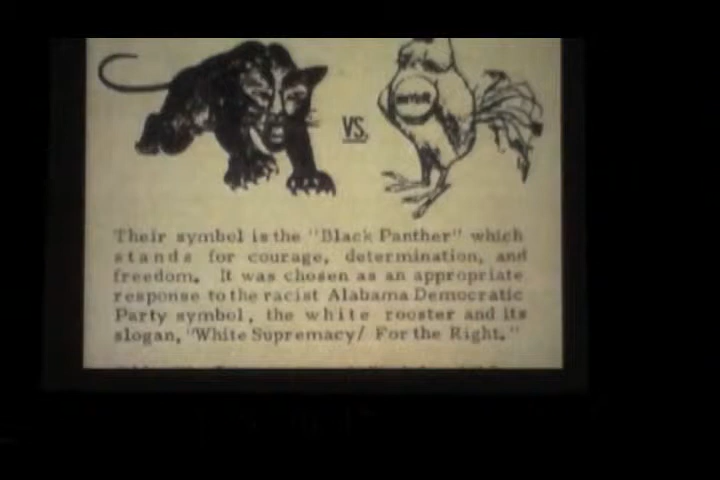 VS.
Their symbol is the "Black Panther" which
stands for courage, determination, and
freedom. It was chosen as an appropriate
response to the racist Alabama Democratic
Party symbol, the white rooster and its
slogan, "White Supremacy/ For the Right."